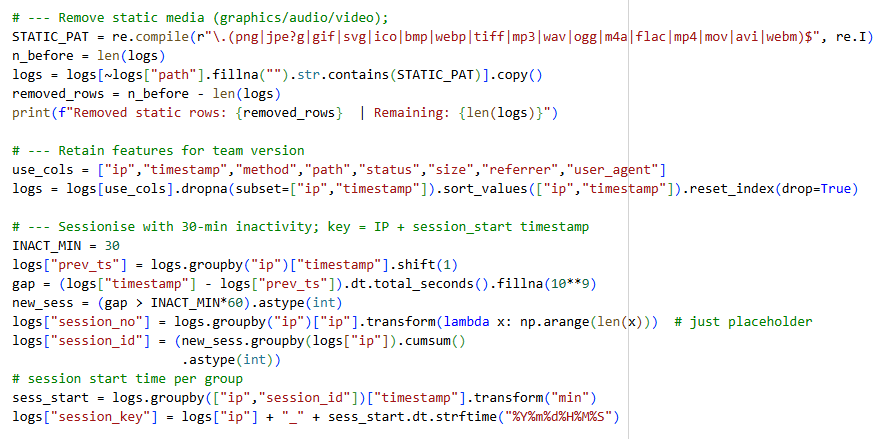 # --- Remove static media (graphics/audio/video);
STATIC_PAT = re.compile(r"\.(png|jpe?g|gif|svg|ico|bmp|webp|tiff|mp3|wav|ogg|m4a|flac|mp4|mov|avi|webm)$", re.I)
n_before = len(logs)
logs = logs[~logs["path"].fillna("").str.contains(STATIC_PAT)].copy()
removed_rows = n_before - len(logs)
print(f"Removed static rows: {removed_rows}  | Remaining: {len(logs)}")

# --- Retain features for team version
use_cols = ["ip","timestamp","method","path","status","size","referrer","user_agent"]
logs = logs[use_cols].dropna(subset=["ip","timestamp"]).sort_values(["ip","timestamp"]).reset_index(drop=True)

# --- Sessionise with 30-min inactivity; key = IP + session_start timestamp
INACT_MIN = 30
logs["prev_ts"] = logs.groupby("ip")["timestamp"].shift(1)
gap = (logs["timestamp"] - logs["prev_ts"]).dt.total_seconds().fillna(10**9)
new_sess = (gap > INACT_MIN*60).astype(int)
logs["session_no"] = logs.groupby("ip")["ip"].transform(lambda x: np.arange(len(x)))  # just placeholder
logs["session_id"] = (new_sess.groupby(logs["ip"]).cumsum()
                      .astype(int))
# session start time per group
sess_start = logs.groupby(["ip","session_id"])["timestamp"].transform("min")
logs["session_key"] = logs["ip"] + "_" + sess_start.dt.strftime("%Y%m%d%H%M%S")